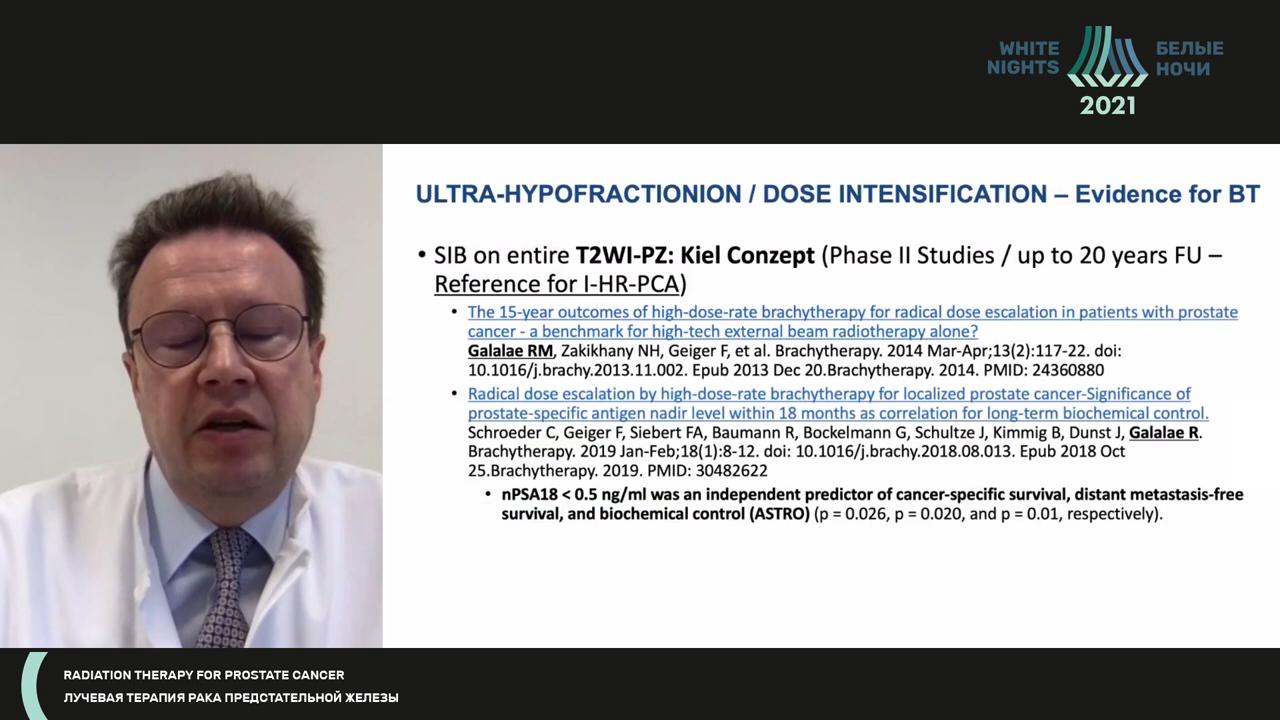 WHITE
NIGHTS
БЕЛЫЕ
НОЧИ
2021
ULTRA-HYPOFRACTIONION / DOSE INTENSIFICATION – Evidence for BT
• SIB on entire T2WI-PZ: Kiel Conzept (Phase II Studies / up to 20 years FU –
Reference for I-HR-PCA)
• The 15-year outcomes of high-dose-rate brachytherapy for radical dose escalation in patients with prostate
cancer - a benchmark for high-tech external beam radiotherapy alone?
Galalae RM, Zakikhany NH, Geiger F, et al. Brachytherapy. 2014 Mar-Apr;13(2):117-22. doi:
10.1016/j.brachy.2013.11.002. Epub 2013 Dec 20.Brachytherapy. 2014. PMID: 24360880
• Radical dose escalation by high-dose-rate brachytherapy for localized prostate cancer-Significance of
prostate-specific antigen nadir level within 18 months as correlation for long-term biochemical control.
Schroeder C, Geiger F, Siebert FA, Baumann R, Bockelmann G, Schultze J, Kimmig B, Dunst J, Galalae R.
Brachytherapy. 2019 Jan-Feb;18(1):8-12. doi: 10.1016/j.brachy.2018.08.013. Epub 2018 Oct
25.Brachytherapy. 2019. PMID: 30482622
• nPSA18 < 0.5 ng/ml was an independent predictor of cancer-specific survival, distant metastasis-free
survival, and biochemical control (ASTRO) (p = 0.026, p = 0.020, and p = 0.01, respectively).
RADIATION THERAPY FOR PROSTATE CANCER
ЛУЧЕВАЯ ТЕРАПИЯ РАКА ПРЕДСТАТЕЛЬНОЙ ЖЕЛЕЗЫ